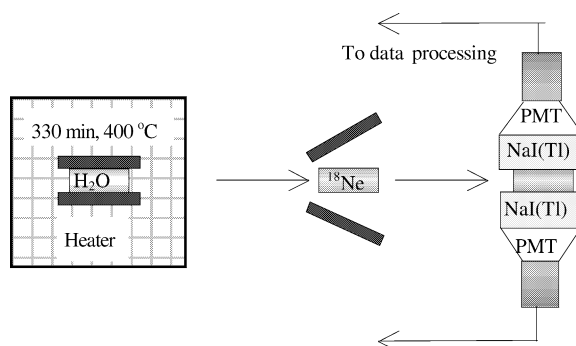 To data processing
PMT
330 min, 400 °C
NaI(Tl)
H₂O
¹⁸Ne
NaI(Tl)
Heater
PMT